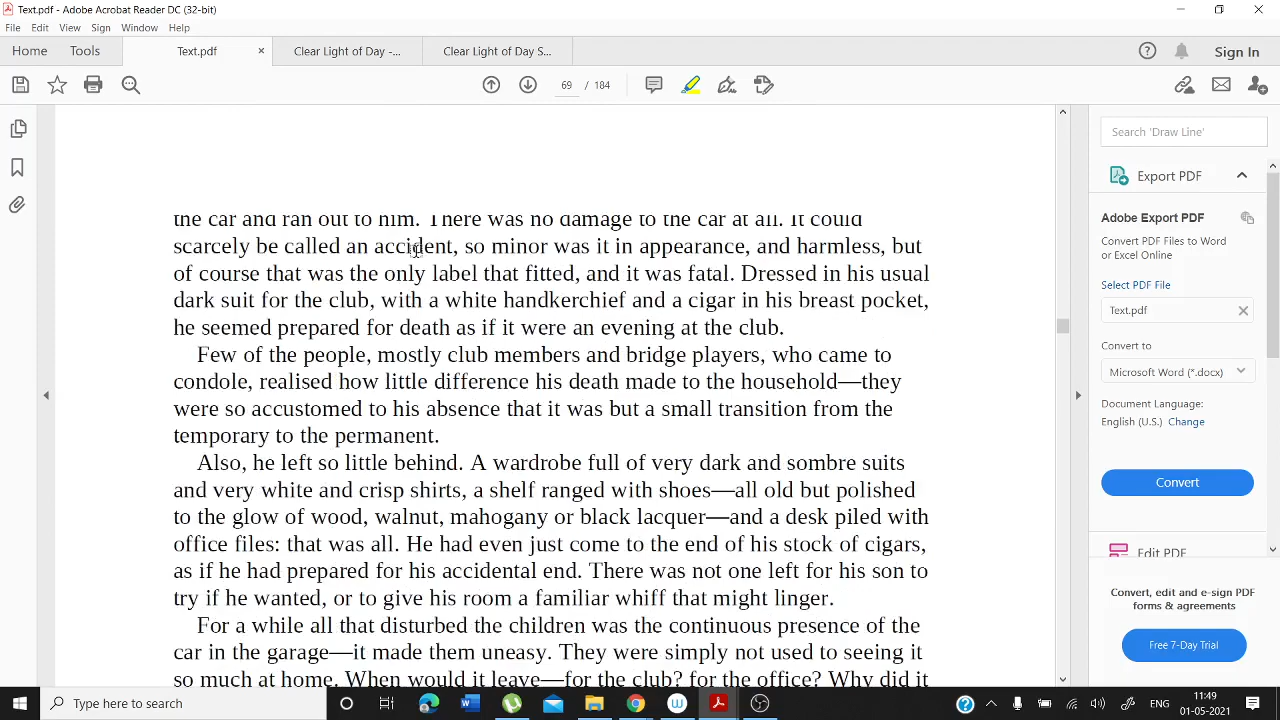 Text.pdf - Adobe Acrobat Reader DC (32-bit)
File Edit View Sign Window Help
Home Tools Text.pdf × Clear Light of Day -... Clear Light of Day S... Sign In
69 / 184
Search 'Draw Line'
Export PDF
Adobe Export PDF
Convert PDF Files to Word
or Excel Online
Select PDF File
Text.pdf
Convert to
Microsoft Word (*.docx)
Document Language:
English (U.S.) Change
Convert
Edit PDF
Convert, edit and e-sign PDF
forms & agreements
Free 7-Day Trial
the car and ran out to him. There was no damage to the car at all. It could
scarcely be called an accident, so minor was it in appearance, and harmless, but
of course that was the only label that fitted, and it was fatal. Dressed in his usual
dark suit for the club, with a white handkerchief and a cigar in his breast pocket,
he seemed prepared for death as if it were an evening at the club.
Few of the people, mostly club members and bridge players, who came to
condole, realised how little difference his death made to the household—they
were so accustomed to his absence that it was but a small transition from the
temporary to the permanent.
Also, he left so little behind. A wardrobe full of very dark and sombre suits
and very white and crisp shirts, a shelf ranged with shoes—all old but polished
to the glow of wood, walnut, mahogany or black lacquer—and a desk piled with
office files: that was all. He had even just come to the end of his stock of cigars,
as if he had prepared for his accidental end. There was not one left for his son to
try if he wanted, or to give his room a familiar whiff that might linger.
For a while all that disturbed the children was the continuous presence of the
car in the garage—it made them uneasy. They were simply not used to seeing it
so much at home. When would it leave—for the club? for the office? Why did it
Type here to search
ENG
11:49
01-05-2021